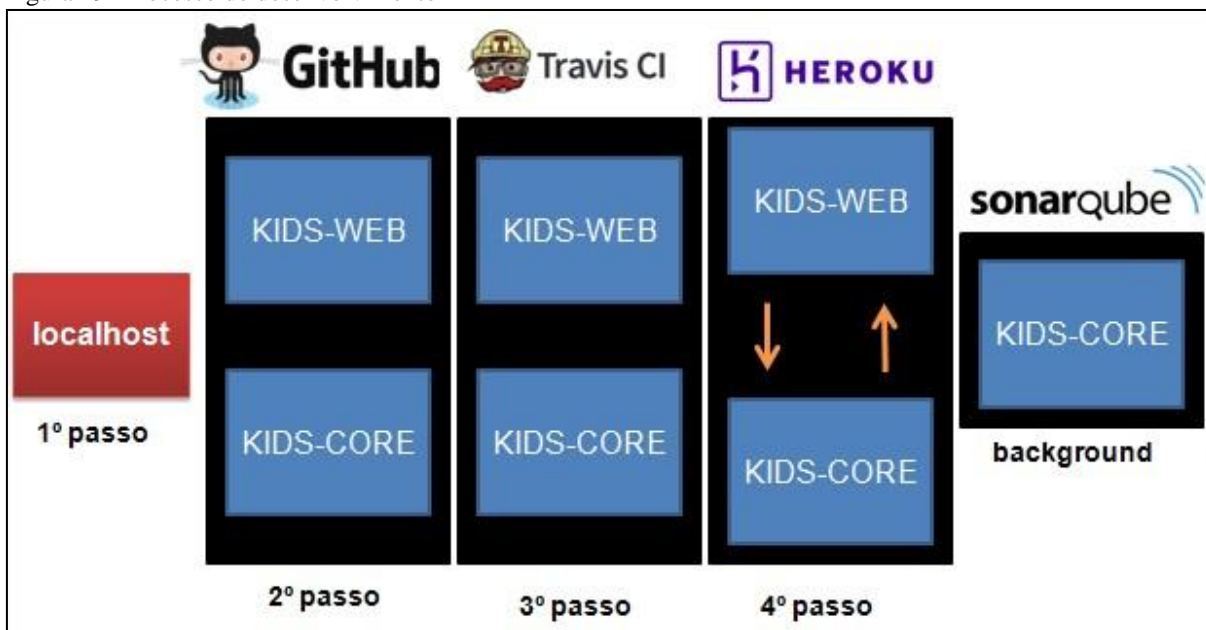 GitHub
Travis CI
HEROKU
sonarqube
localhost
1º passo
KIDS-WEB
KIDS-CORE
2º passo
KIDS-WEB
KIDS-CORE
3º passo
KIDS-WEB
KIDS-CORE
4º passo
KIDS-CORE
background